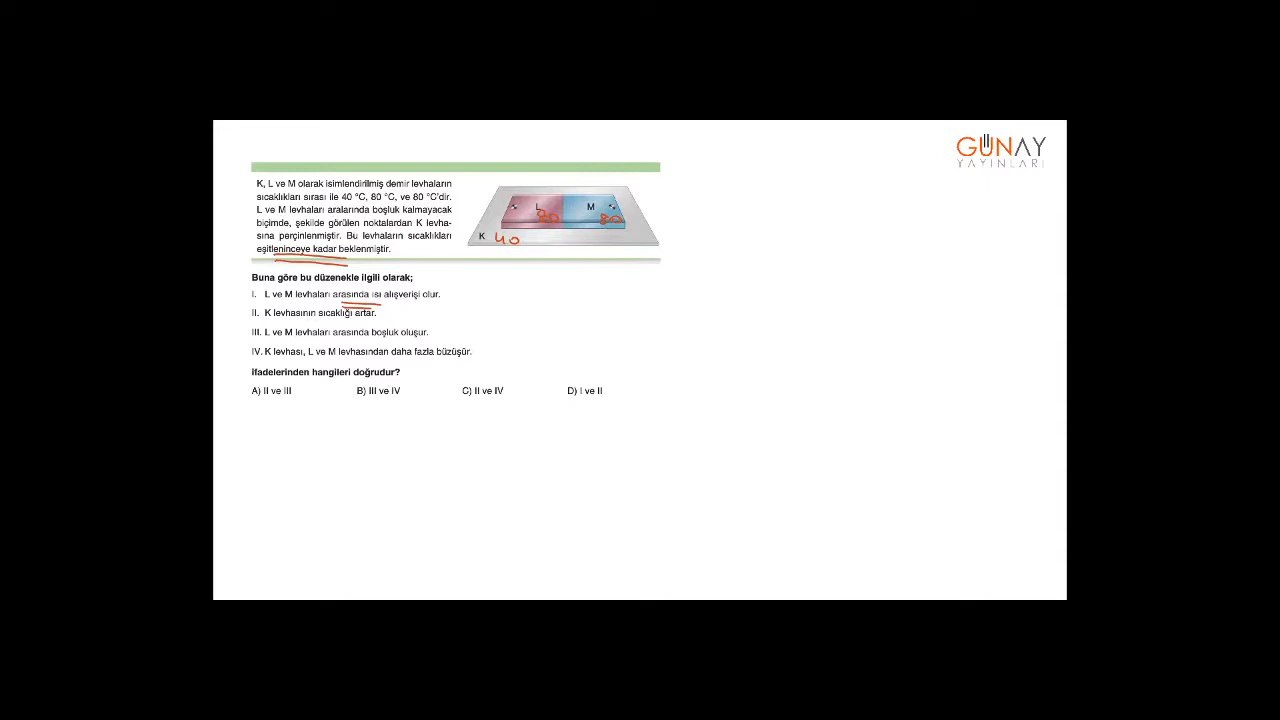 GÜNAY
YAYINLARI
K, L ve M olarak isimlendirilmiş demir levhaların
sıcaklıkları sırası ile 40 °C, 80 °C, ve 80 °C'dir.
L ve M levhaları aralarında boşluk kalmayacak
biçimde, şekilde görülen noktalardan K levha-
sına perçinlenmiştir. Bu levhaların sıcaklıkları
eşitleninceye kadar beklenmiştir.
L
M
80
80
K
40
Buna göre bu düzenekle ilgili olarak;
I. L ve M levhaları arasında ısı alışverişi olur.
II. K levhasının sıcaklığı artar.
III. L ve M levhaları arasında boşluk oluşur.
IV. K levhası, L ve M levhasından daha fazla büzüşür.
ifadelerinden hangileri doğrudur?
A) II ve III B) III ve IV C) II ve IV D) I ve II